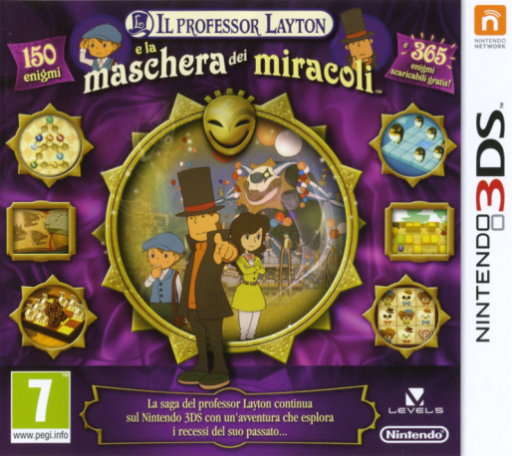 IL PROFESSOR LAYTON
e la
maschera dei miracoli™
150
enigmi
e 365
enigmi
scaricabili gratis!
NINTENDO
NETWORK
NINTENDO 3DS™
7
www.pegi.info
La saga del professor Layton continua
sul Nintendo 3DS con un'avventura che esplora
i recessi del suo passato...
LEVEL5
Nintendo®